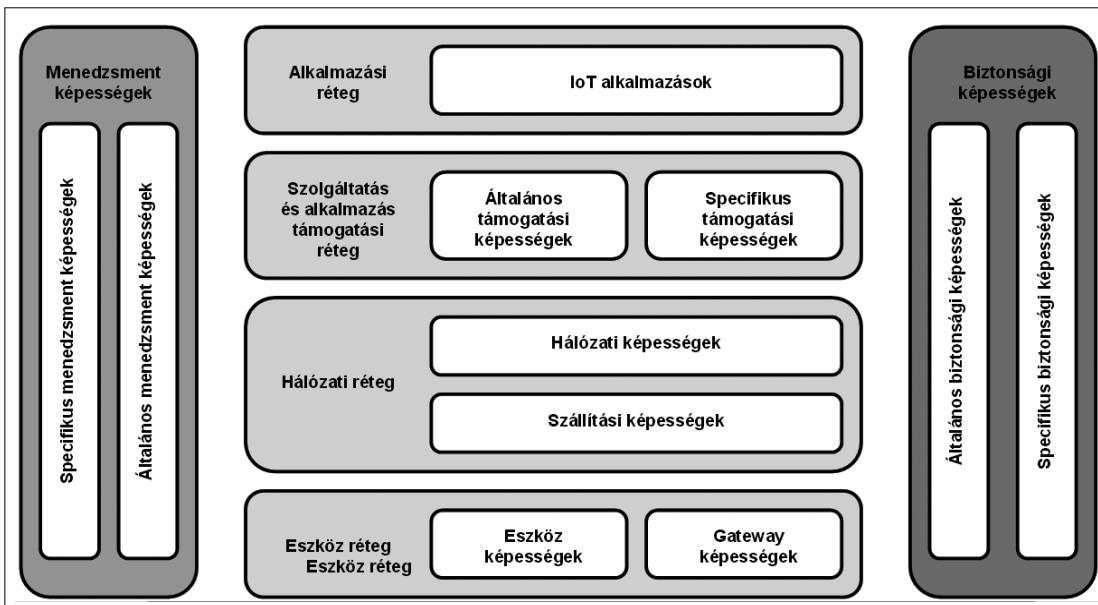 Menedzsment
képességek
Specifikus menedzsment képességek
Általános menedzsment képességek
Alkalmazási
réteg
IoT alkalmazások
Szolgáltatás
és alkalmazás
támogatási
réteg
Általános
támogatási
képességek
Specifikus
támogatási
képességek
Hálózati réteg
Hálózati képességek
Szállítási képességek
Eszköz réteg
Eszköz réteg
Eszköz
képességek
Gateway
képességek
Biztonsági
képességek
Általános biztonsági képességek
Specifikus biztonsági képességek